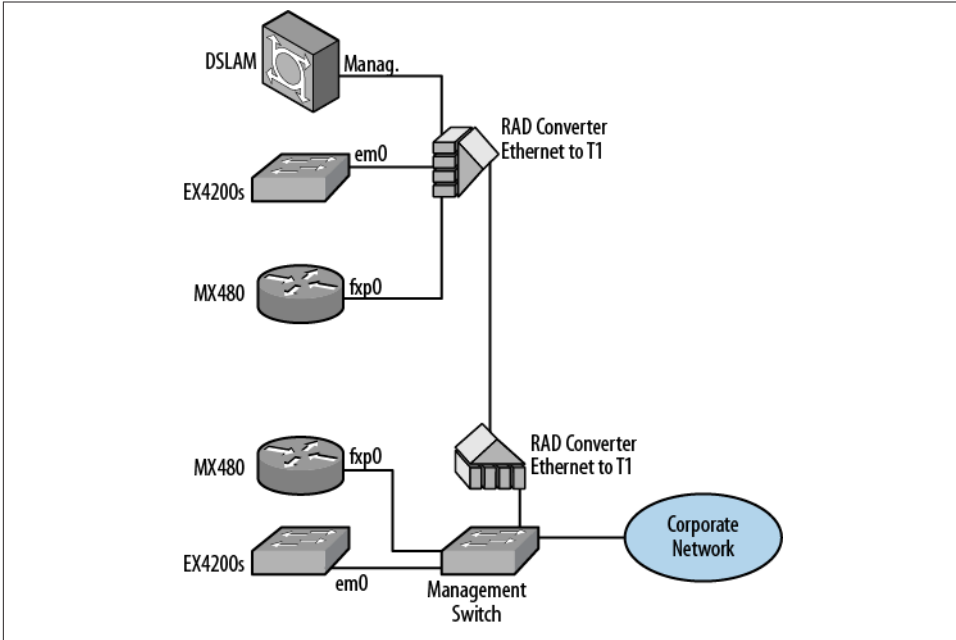 DSLAM
Manag.
RAD Converter
Ethernet to T1
em0
EX4200s
MX480
fxp0
MX480
fxp0
RAD Converter
Ethernet to T1
EX4200s
em0
Management
Switch
Corporate
Network